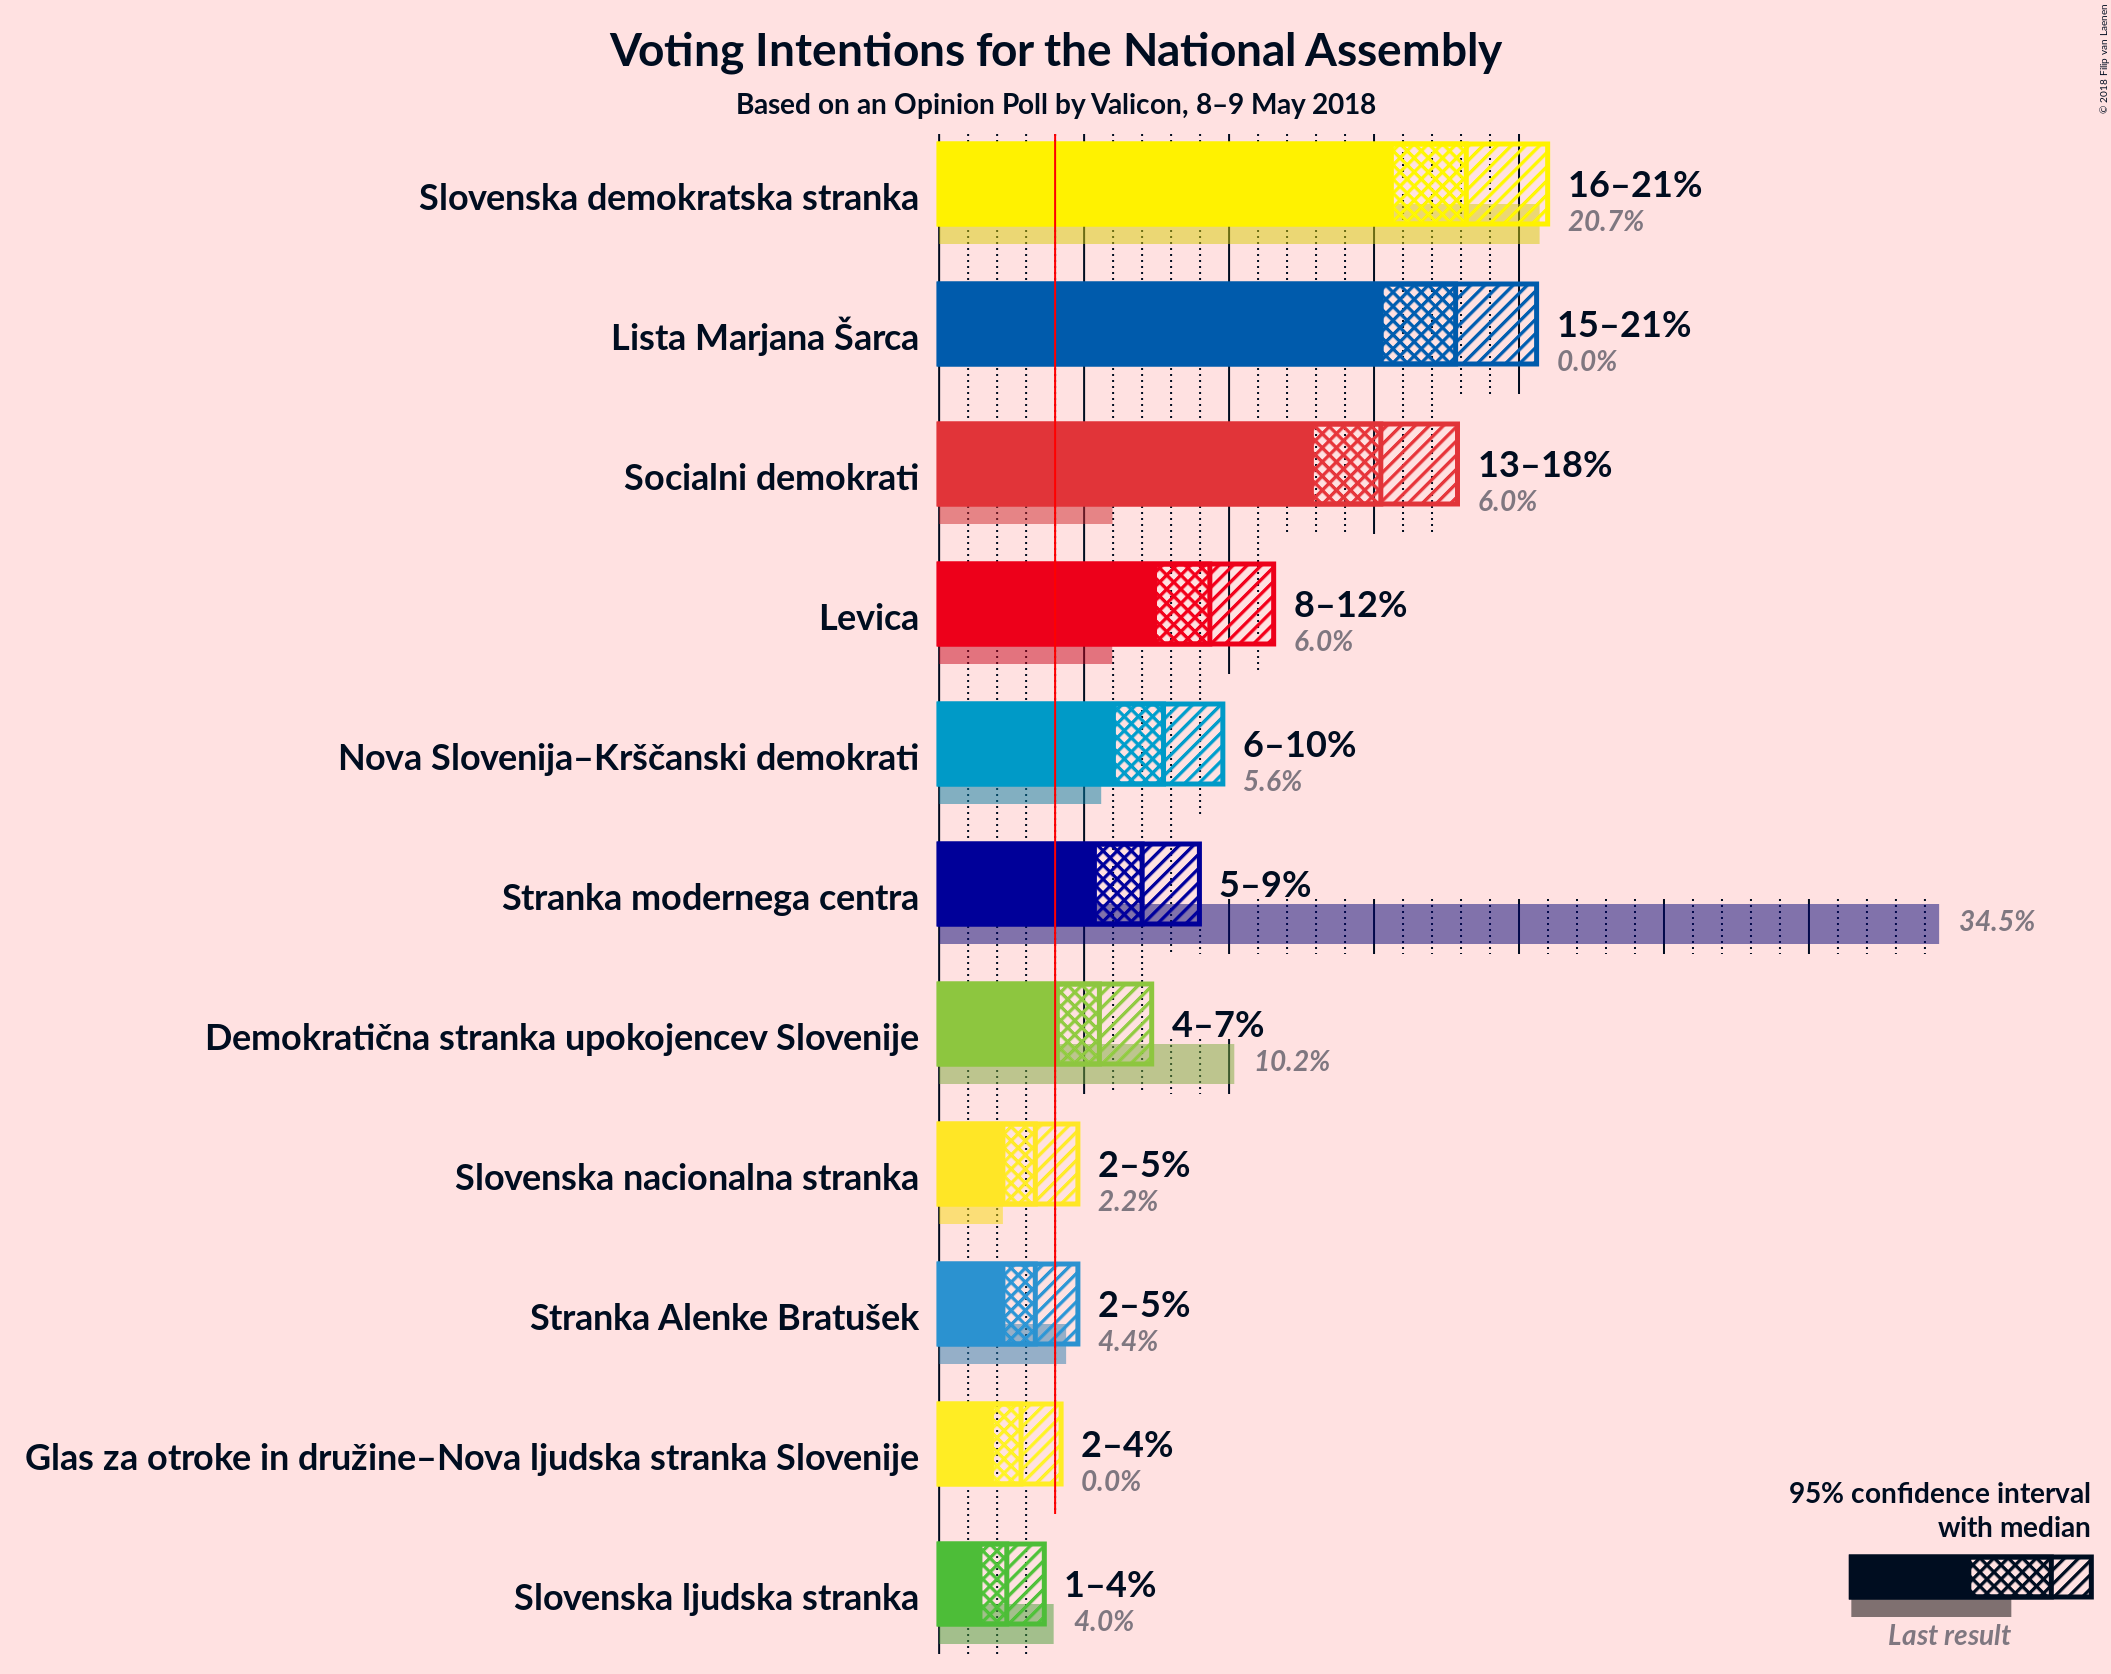 Voting Intentions for the National Assembly
Based on an Opinion Poll by Valicon, 8–9 May 2018
© 2018 Filip van Laenen
Slovenska demokratska stranka
16–21%
20.7%
Lista Marjana Šarca
15–21%
0.0%
Socialni demokrati
13–18%
6.0%
Levica
8–12%
6.0%
Nova Slovenija–Krščanski demokrati
6–10%
5.6%
Stranka modernega centra
5–9%
34.5%
Demokratična stranka upokojencev Slovenije
4–7%
10.2%
Slovenska nacionalna stranka
2–5%
2.2%
Stranka Alenke Bratušek
2–5%
4.4%
Glas za otroke in družine–Nova ljudska stranka Slovenije
2–4%
0.0%
Slovenska ljudska stranka
1–4%
4.0%
95% confidence interval
with median
Last result